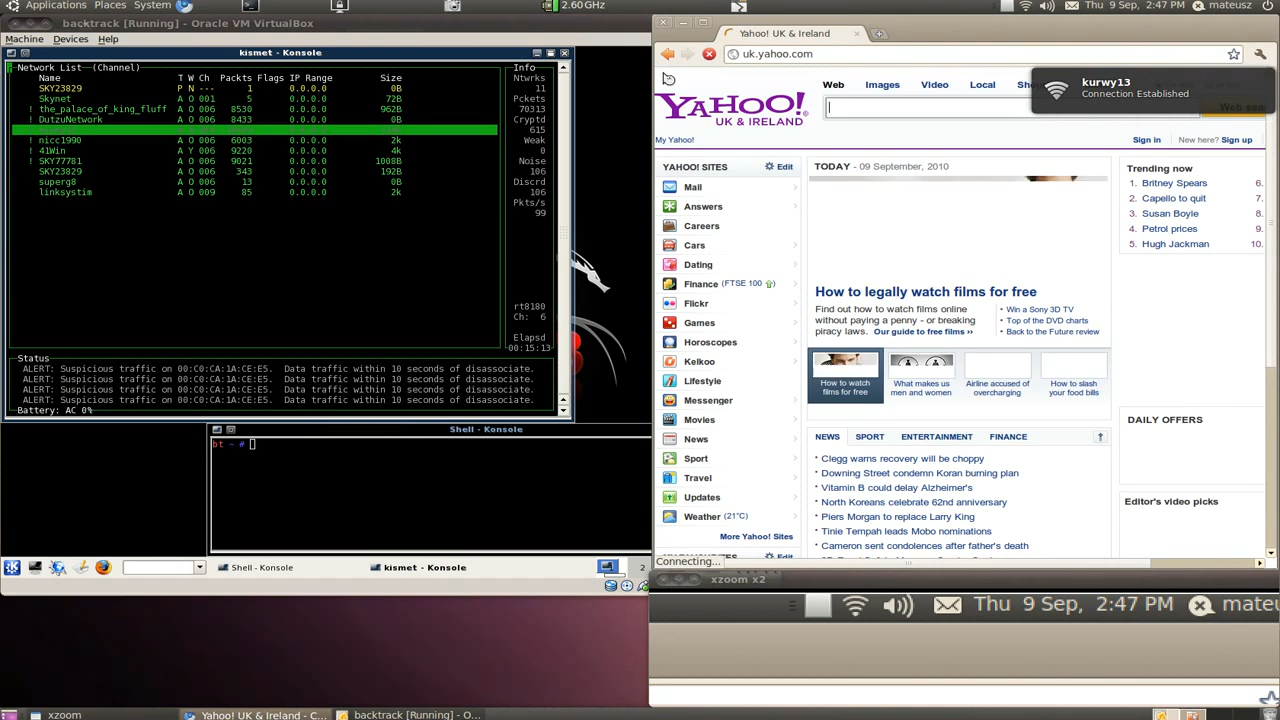 Applications Places System 2.60 GHz Thu 9 Sep, 2:47 PM mateusz
backtrack [Running] - Oracle VM VirtualBox
Machine Devices Help
kismet - Konsole
Network List (Channel)
Name T W Ch Packts Flags IP Range Size
SKY23829 P N --- 1 0.0.0.0 0B
Skynet A O 001 5 0.0.0.0 72B
! the_palace_of_king_fluff A O 006 8530 0.0.0.0 962B
! DutzuNetwork A O 006 8433 0.0.0.0 0B
! nicc1990 A O 006 6003 0.0.0.0 2k
! 41Win A Y 006 9220 0.0.0.0 4k
! SKY77781 A O 006 9021 0.0.0.0 1008B
SKY23829 A O 006 343 0.0.0.0 192B
superg8 A O 006 13 0.0.0.0 0B
linksystim A O 009 85 0.0.0.0 2k
Info
Ntwrks
11
Pckets
70313
Cryptd
615
Weak
0
Noise
106
Discrd
106
Pkts/s
99
rt8180
Ch: 6
Elapsd
00:15:13
Status
ALERT: Suspicious traffic on 00:C0:CA:1A:CE:E5. Data traffic within 10 seconds of disassociate.
ALERT: Suspicious traffic on 00:C0:CA:1A:CE:E5. Data traffic within 10 seconds of disassociate.
ALERT: Suspicious traffic on 00:C0:CA:1A:CE:E5. Data traffic within 10 seconds of disassociate.
ALERT: Suspicious traffic on 00:C0:CA:1A:CE:E5. Data traffic within 10 seconds of disassociate.
Battery: AC 0%
Shell - Konsole
bt ~ #
Shell - Konsole kismet - Konsole 2
Yahoo! UK & Ireland
uk.yahoo.com
kurwy13
Connection Established
Web Images Video Local
YAHOO!
UK & IRELAND
Web sea
My Yahoo! Sign in New here? Sign up
YAHOO! SITES Edit
Mail
Answers
Careers
Cars
Dating
Finance (FTSE 100 )
Flickr
Games
Horoscopes
Kelkoo
Lifestyle
Messenger
Movies
News
Sport
Travel
Updates
Weather (21°C)
More Yahoo! Sites
Edit
TODAY - 09 September, 2010
How to legally watch films for free
Find out how to watch films online
without paying a penny - or breaking
piracy laws. Our guide to free films ››
• Win a Sony 3D TV
• Top of the DVD charts
• Back to the Future review
How to watch films for free
What makes us men and women
Airline accused of overcharging
How to slash your food bills
NEWS SPORT ENTERTAINMENT FINANCE
• Clegg warns recovery will be choppy
• Downing Street condemn Koran burning plan
• Vitamin B could delay Alzheimer's
• North Koreans celebrate 62nd anniversary
• Piers Morgan to replace Larry King
• Tinie Tempah leads Mobo nominations
• Cameron sent condolences after father's death
Trending now
1. Britney Spears 6.
2. Capello to quit 7.
3. Susan Boyle 8.
4. Petrol prices 9.
5. Hugh Jackman 10.
DAILY OFFERS
Editor's video picks
Connecting...
xzoom x2
Thu 9 Sep, 2:47 PM mateu
xzoom Yahoo! UK & Ireland - C... backtrack [Running] - O...